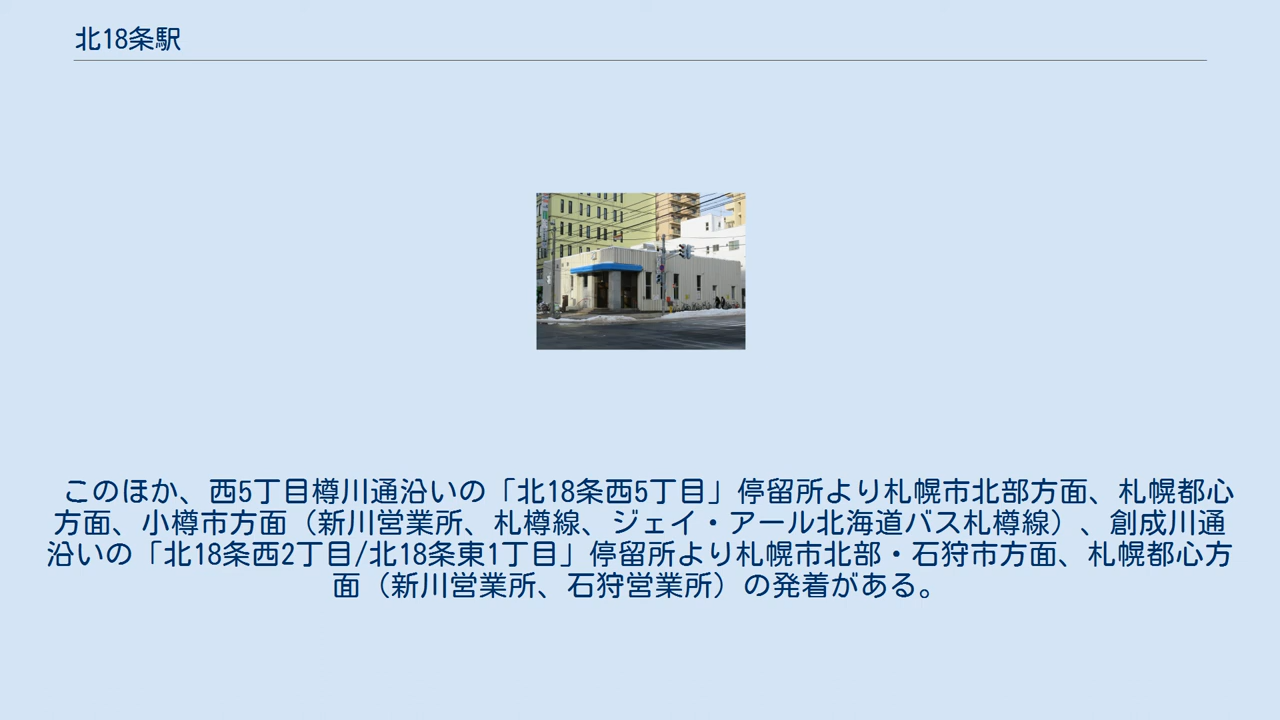 北18条駅
このほか、西5丁目樽川通沿いの「北18条西5丁目」停留所より札幌市北部方面、札幌都心
方面、小樽市方面（新川営業所、札樽線、ジェイ・アール北海道バス札樽線）、創成川通
沿いの「北18条西2丁目/北18条東1丁目」停留所より札幌市北部・石狩市方面、札幌都心方
面（新川営業所、石狩営業所）の発着がある。